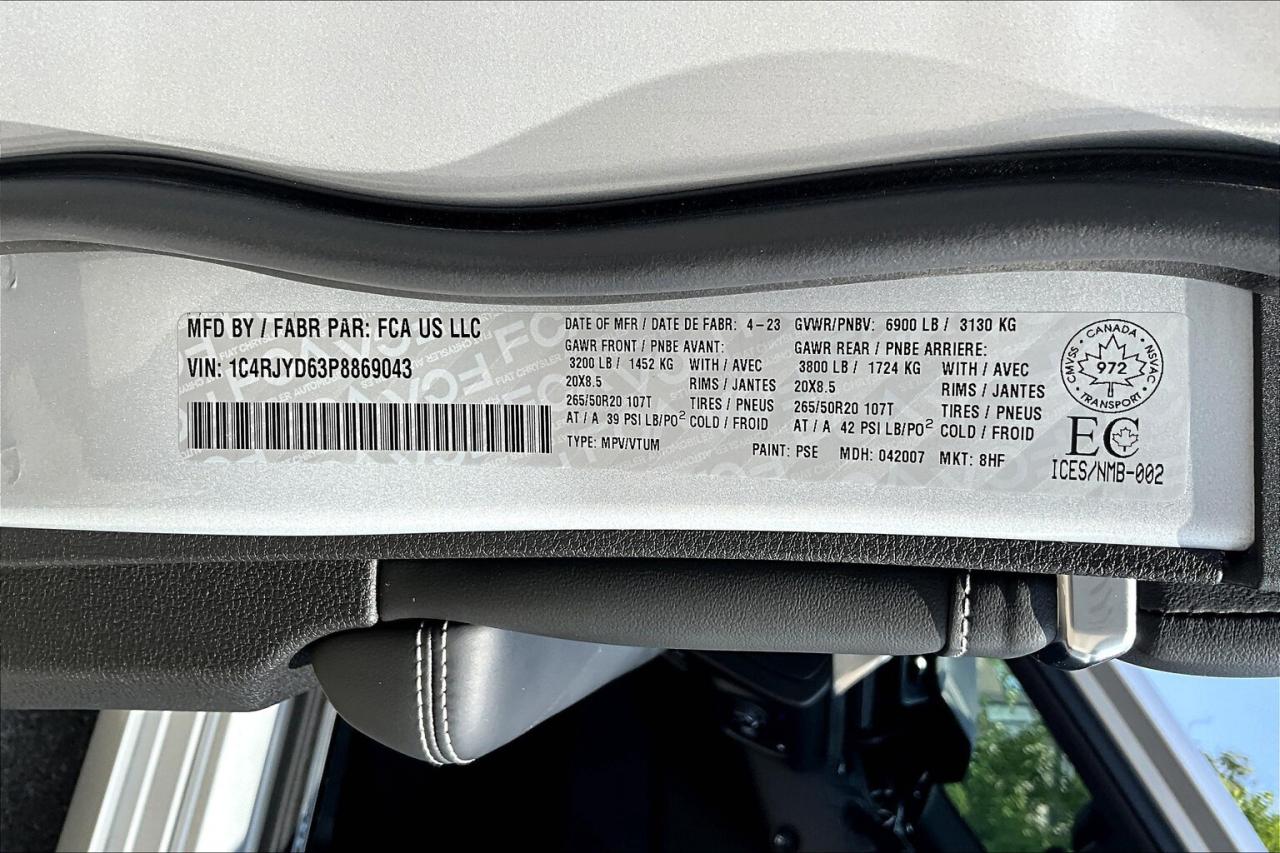 MFD BY / FABR PAR: FCA US LLC
VIN: 1C4RJYD63P8869043
DATE OF MFR / DATE DE FABR: 4-23
GAWR FRONT / PNBE AVANT:
3200 LB / 1452 KG WITH / AVEC
20X8.5 RIMS / JANTES
265/50R20 107T TIRES / PNEUS
AT / A 39 PSI LB/PO² COLD / FROID
TYPE: MPV/VTUM
GVWR/PNBV: 6900 LB / 3130 KG
GAWR REAR / PNBE ARRIERE:
3800 LB / 1724 KG WITH / AVEC
20X8.5 RIMS / JANTES
265/50R20 107T TIRES / PNEUS
AT / A 42 PSI LB/PO² COLD / FROID
PAINT: PSE MDH: 042007 MKT: 8HF
CANADA
CMVSS 972 NSVAC
TRANSPORT
EC
ICES/NMB-002